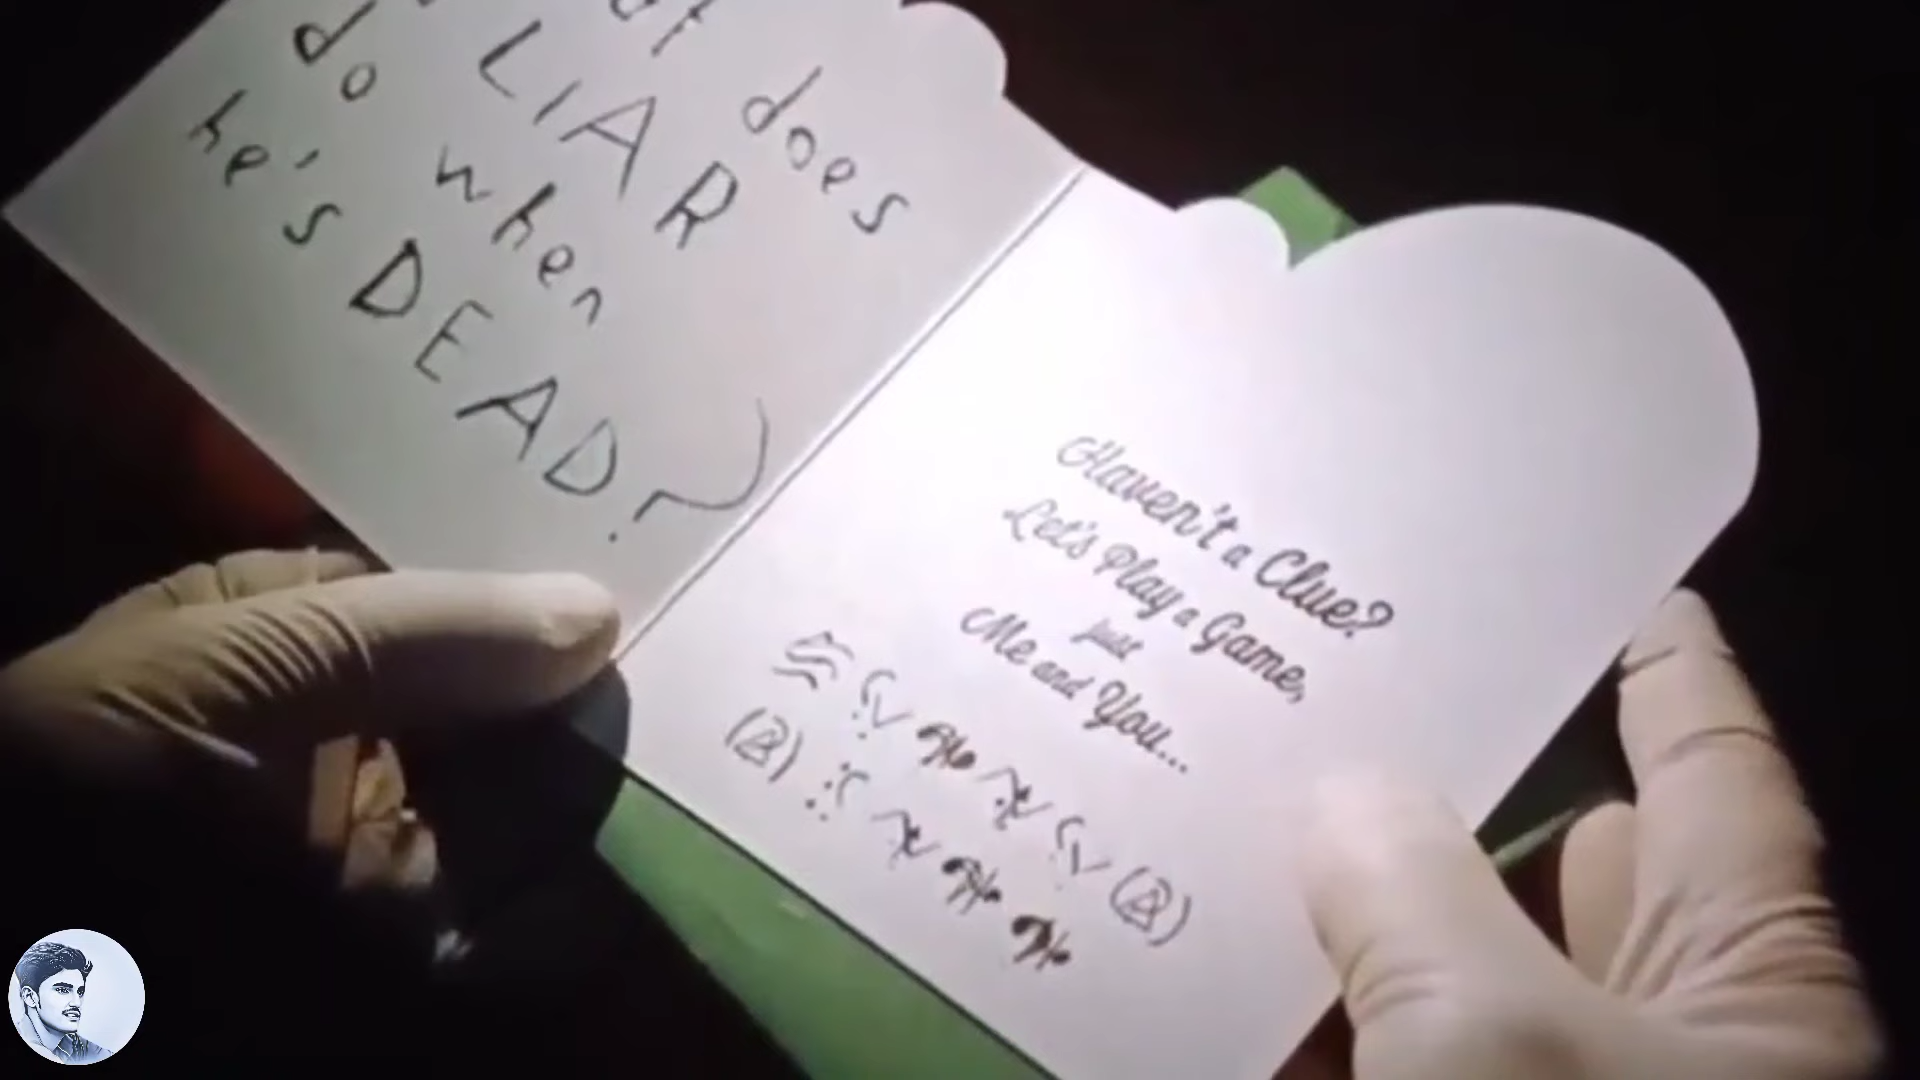 does
a LIAR
do when
he's DEAD?
Haven't a Clue?
Let's Play a Game,
just
Me and You...